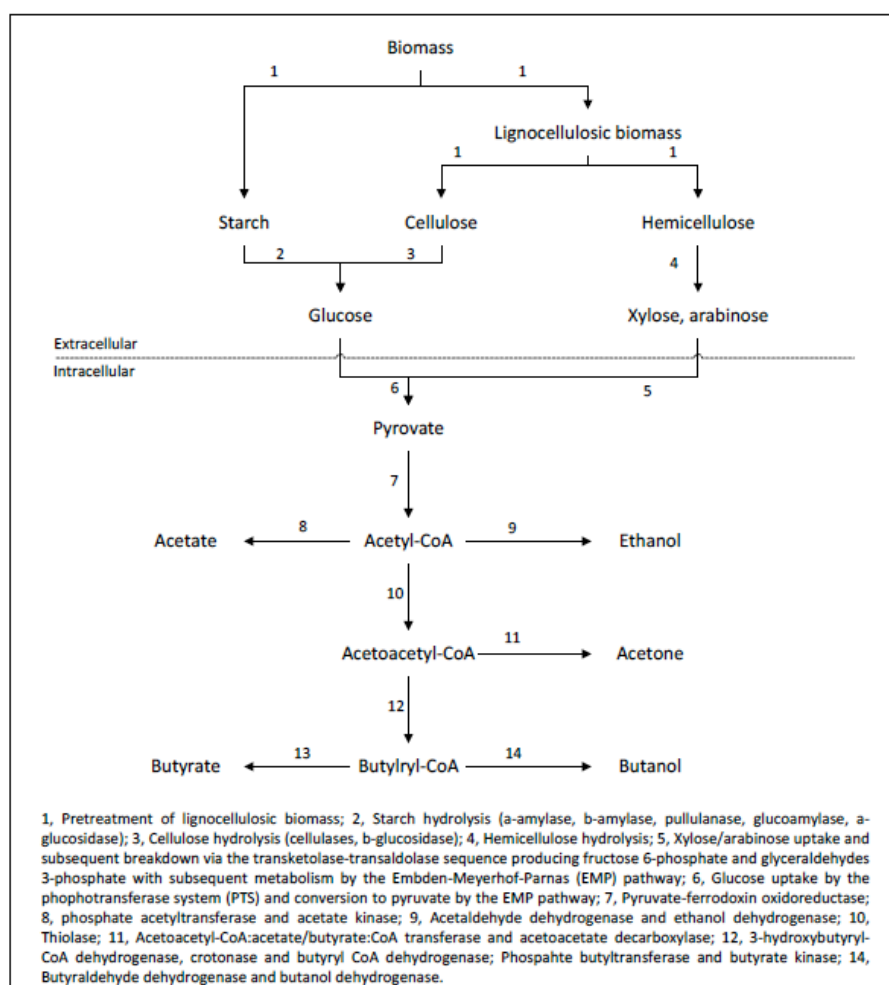 Biomass
1 1
Lignocellulosic biomass
1 1
Starch Cellulose Hemicellulose
2 3 4
Glucose Xylose, arabinose
Extracellular
Intracellular
6 5
Pyrovate
7
Acetate 8 Acetyl-CoA 9 Ethanol
10
Acetoacetyl-CoA 11 Acetone
12
Butyrate 13 Butylryl-CoA 14 Butanol
1, Pretreatment of lignocellulosic biomass; 2, Starch hydrolysis (a-amylase, b-amylase, pullulanase, glucoamylase, a-
glucosidase); 3, Cellulose hydrolysis (cellulases, b-glucosidase); 4, Hemicellulose hydrolysis; 5, Xylose/arabinose uptake and
subsequent breakdown via the transketolase-transaldolase sequence producing fructose 6-phosphate and glyceraldehydes
3-phosphate with subsequent metabolism by the Embden-Meyerhof-Parnas (EMP) pathway; 6, Glucose uptake by the
phophotransferase system (PTS) and conversion to pyruvate by the EMP pathway; 7, Pyruvate-ferrodoxin oxidoreductase;
8, phosphate acetyltransferase and acetate kinase; 9, Acetaldehyde dehydrogenase and ethanol dehydrogenase; 10,
Thiolase; 11, Acetoacetyl-CoA:acetate/butyrate:CoA transferase and acetoacetate decarboxylase; 12, 3-hydroxybutyryl-
CoA dehydrogenase, crotonase and butyryl CoA dehydrogenase; Phospahte butyltransferase and butyrate kinase; 14,
Butyraldehyde dehydrogenase and butanol dehydrogenase.